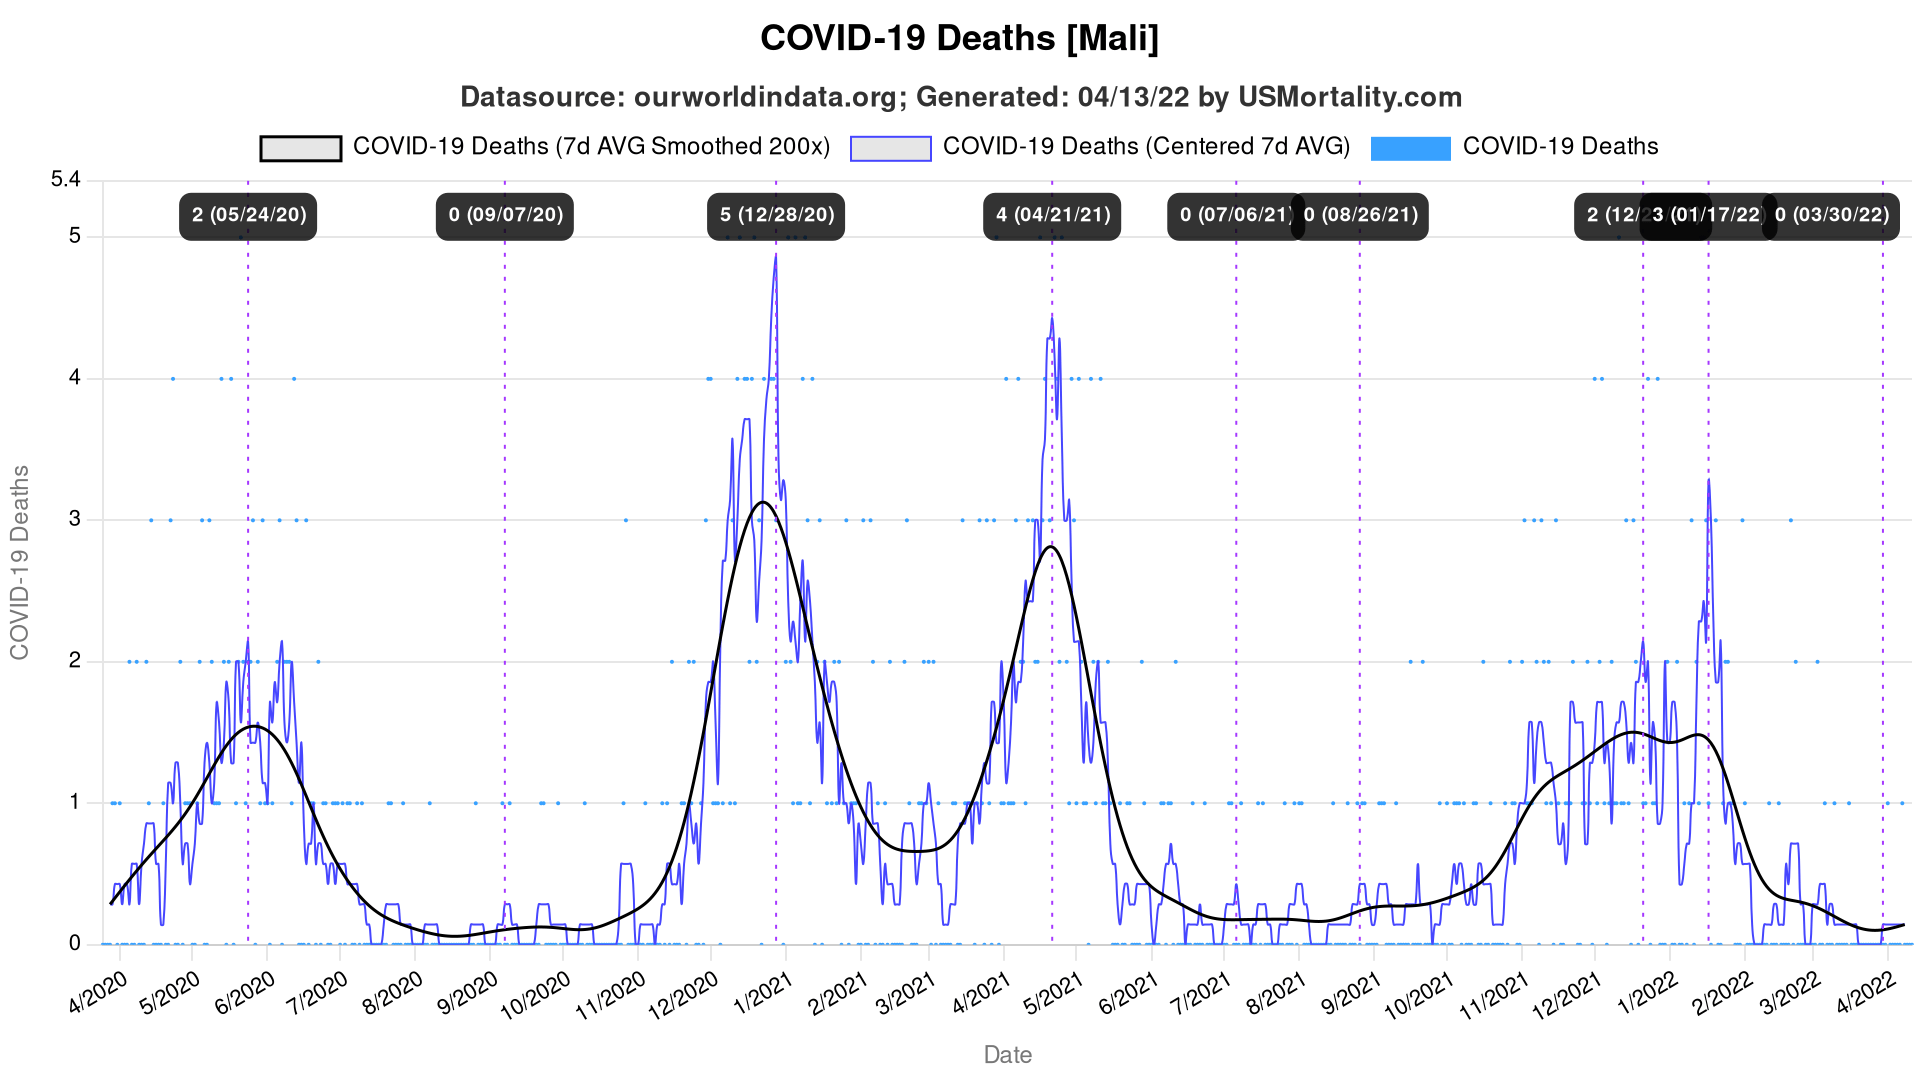 COVID-19 Deaths [Mali]
Datasource: ourworldindata.org; Generated: 04/13/22 by USMortality.com
COVID-19 Deaths (7d AVG Smoothed 200x) COVID-19 Deaths (Centered 7d AVG) COVID-19 Deaths
5.4
2 (05/24/20) 0 (09/07/20) 5 (12/28/20) 4 (04/21/21) 0 (07/06/21) 0 (08/26/21) 2 (12/ 3 (01/17/22) 0 (03/30/22)
5
4
3
2
1
0
COVID-19 Deaths
4/2020 5/2020 6/2020 7/2020 8/2020 9/2020 10/2020 11/2020 12/2020 1/2021 2/2021 3/2021 4/2021 5/2021 6/2021 7/2021 8/2021 9/2021 10/2021 11/2021 12/2021 1/2022 2/2022 3/2022 4/2022
Date